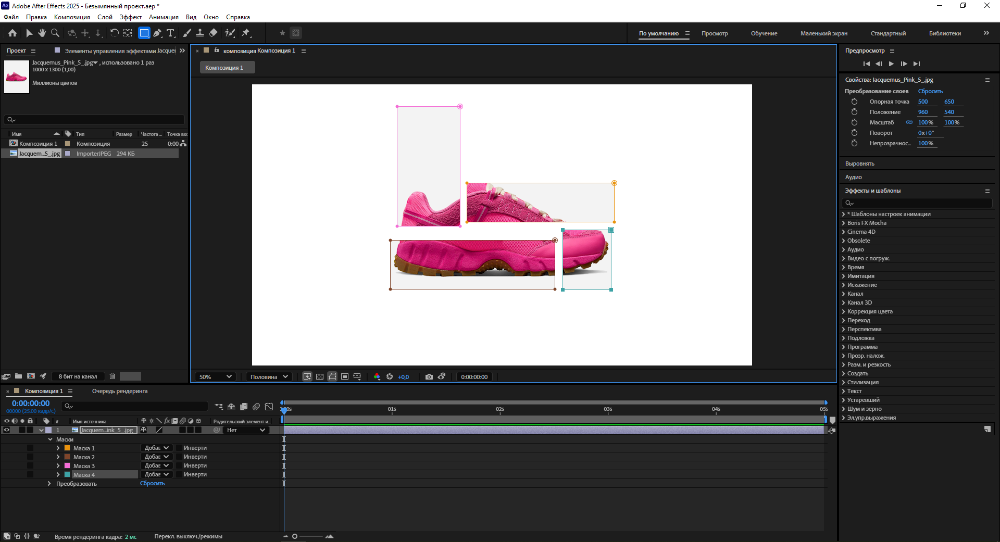 Ae Adobe After Effects 2025 - Безымянный проект.aep *
Файл Правка Композиция Слой Эффект Анимация Вид Окно Справка
По умолчанию Просмотр Обучение Маленький экран Стандартный Библиотеки
Проект Элементы управления эффектами Jacquer
Jacquemus_Pink_5_.jpg , использовано 1 раз
1000 x 1300 (1,00)
Миллионы цветов
Имя Тип Размер Частота ... Точка вхо
Композиция 1 Композиция 25 0:00
Jacquem...5_.jpg ImporterJPEG 294 КБ
8 бит на канал
композиция Композиция 1
Композиция 1
50% Половина +0,0 0:00:00:00
Предпросмотр
Свойства: Jacquemus_Pink_5_.jpg
Преобразование слоев Сбросить
Опорная точка 500 650
Положение 960 540
Масштаб 100% 100%
Поворот 0x+0°
Непрозрачнос... 100%
Выровнять
Аудио
Эффекты и шаблоны
* Шаблоны настроек анимации
Boris FX Mocha
Cinema 4D
Obsolete
Аудио
Видео с погруж.
Время
Имитация
Искажение
Канал
Канал 3D
Коррекция цвета
Переход
Перспектива
Подложка
Программа
Прозр. налож.
Разм. и резкость
Создать
Стилизация
Текст
Устаревший
Шум и зерно
Эл.упр.выражения
Композиция 1 Очередь рендеринга
0:00:00:00
00000 (25.00 кадр/с)
01s 02s 03s 04s 05s
# Имя источника fx Родительский элемент и...
1 Jacquem...ink_5_.jpg Нет
Маски
Маска 1 Добав Инверти
Маска 2 Добав Инверти
Маска 3 Добав Инверти
Маска 4 Добав Инверти
Преобразовать Сбросить
Время рендеринга кадра: 2 мс Перекл. выключ./режимы